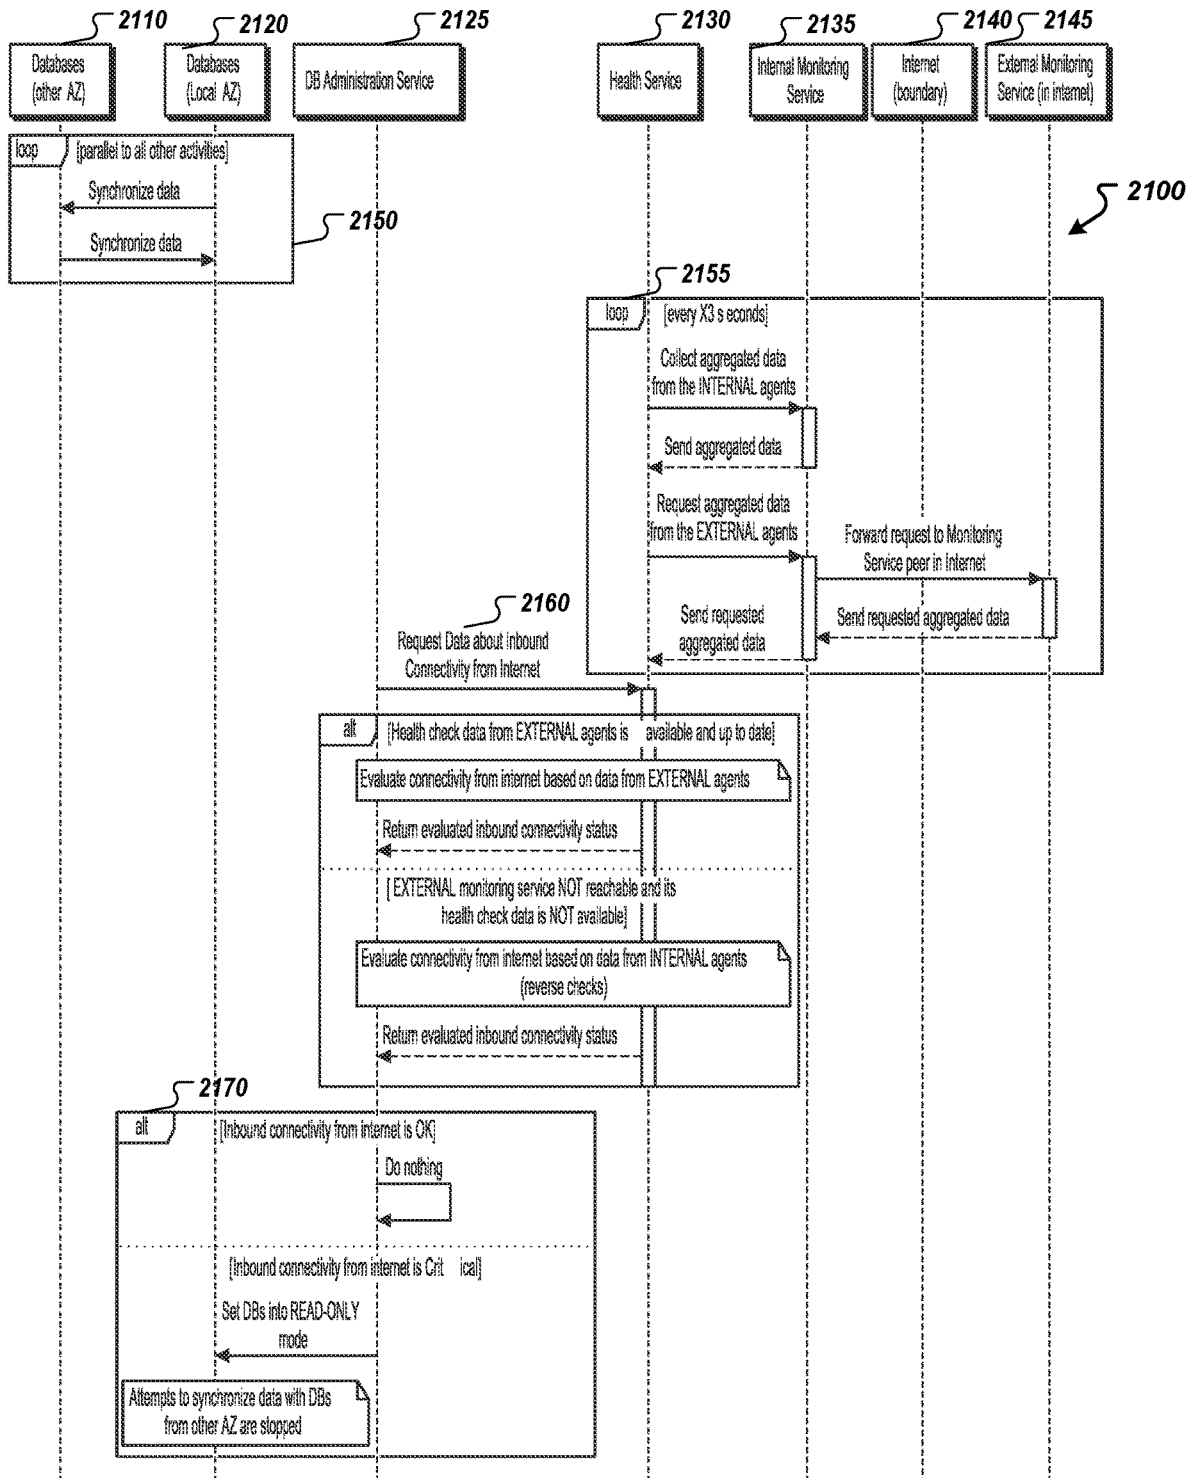 2110
2120
2125
2130
2135
2140
2145
Databases
(other AZ)
Databases
(Local AZ)
DB Administration Service
Health Service
Internal Monitoring
Service
Internet
(boundary)
External Monitoring
Service (in internet)
loop
[parallel to all other activities]
Synchronize data
Synchronize data
2150
2100
2155
loop
[every X3 s econds]
Collect aggregated data
from the INTERNAL agents
Send aggregated data
Request aggregated data
from the EXTERNAL agents
Forward request to Monitoring
Service peer in Internet
Send requested
aggregated data
Send requested aggregated data
2160
Request Data about Inbound
Connectivity from Internet
alt
[Health check data from EXTERNAL agents is available and up to date]
Evaluate connectivity from internet based on data from EXTERNAL agents
Return evaluated inbound connectivity status
[ EXTERNAL monitoring service NOT reachable and its
health check data is NOT available]
Evaluate connectivity from internet based on data from INTERNAL agents
(reverse checks)
Return evaluated inbound connectivity status
2170
alt
[Inbound connectivity from internet is OK]
Do nothing
[Inbound connectivity from internet is Crit ical]
Set DBs into READ-ONLY
mode
Attempts to synchronize data with DBs
from other AZ are stopped